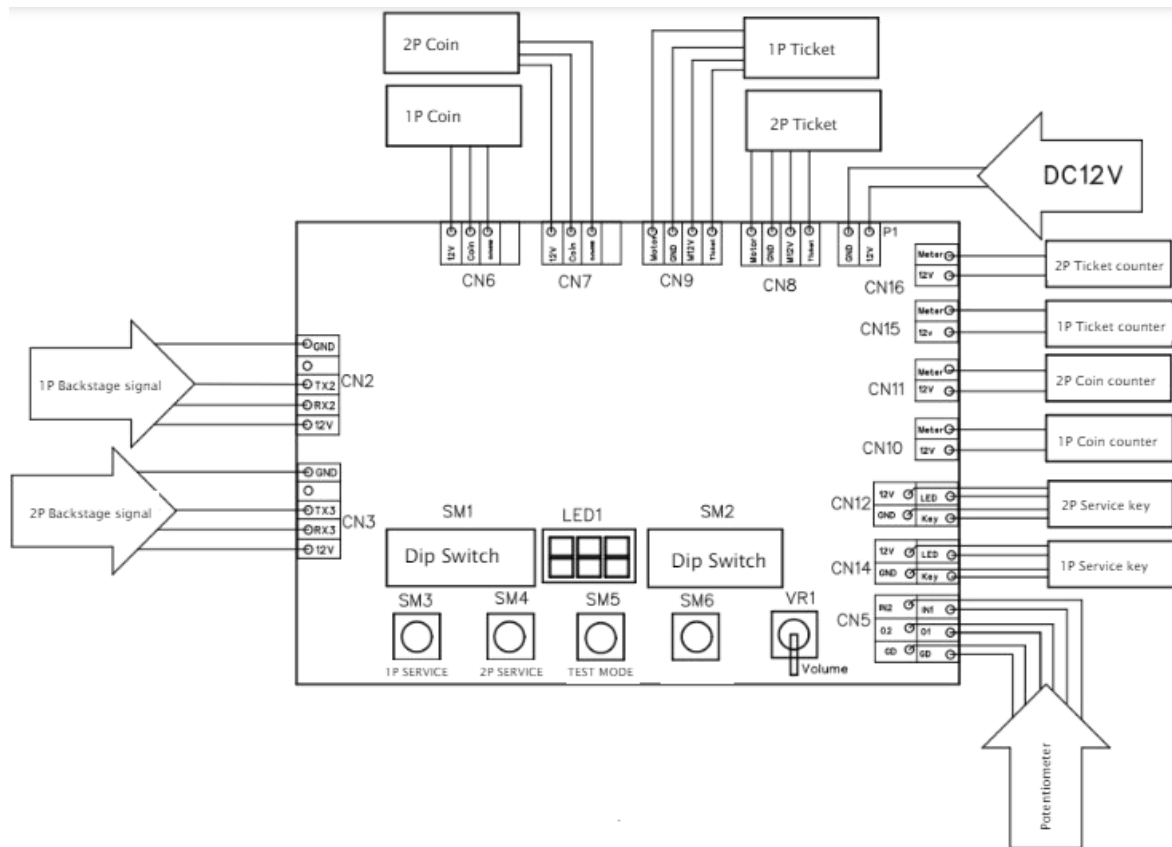 2P Coin
1P Coin
1P Ticket
2P Ticket
DC12V
12V Coin
12V Coin
Motor GND M12V Ticket
Motor GND M12V Ticket
GND 12V
P1
CN6
CN7
CN9
CN8
Meter
12V
CN16
2P Ticket counter
Meter
12v
CN15
1P Ticket counter
Meter
12V
CN11
2P Coin counter
Meter
12V
CN10
1P Coin counter
12V LED
GND Key
CN12
2P Service key
12V LED
GND Key
CN14
1P Service key
CN5
IN2 IN1
O2 O1
GD GD
Potentiometer
1P Backstage signal
GND
TX2
RX2
12V
CN2
2P Backstage signal
GND
TX3
RX3
12V
CN3
SM1
LED1
SM2
Dip Switch
Dip Switch
SM3
SM4
SM5
SM6
VR1
Volume
1P SERVICE
2P SERVICE
TEST MODE